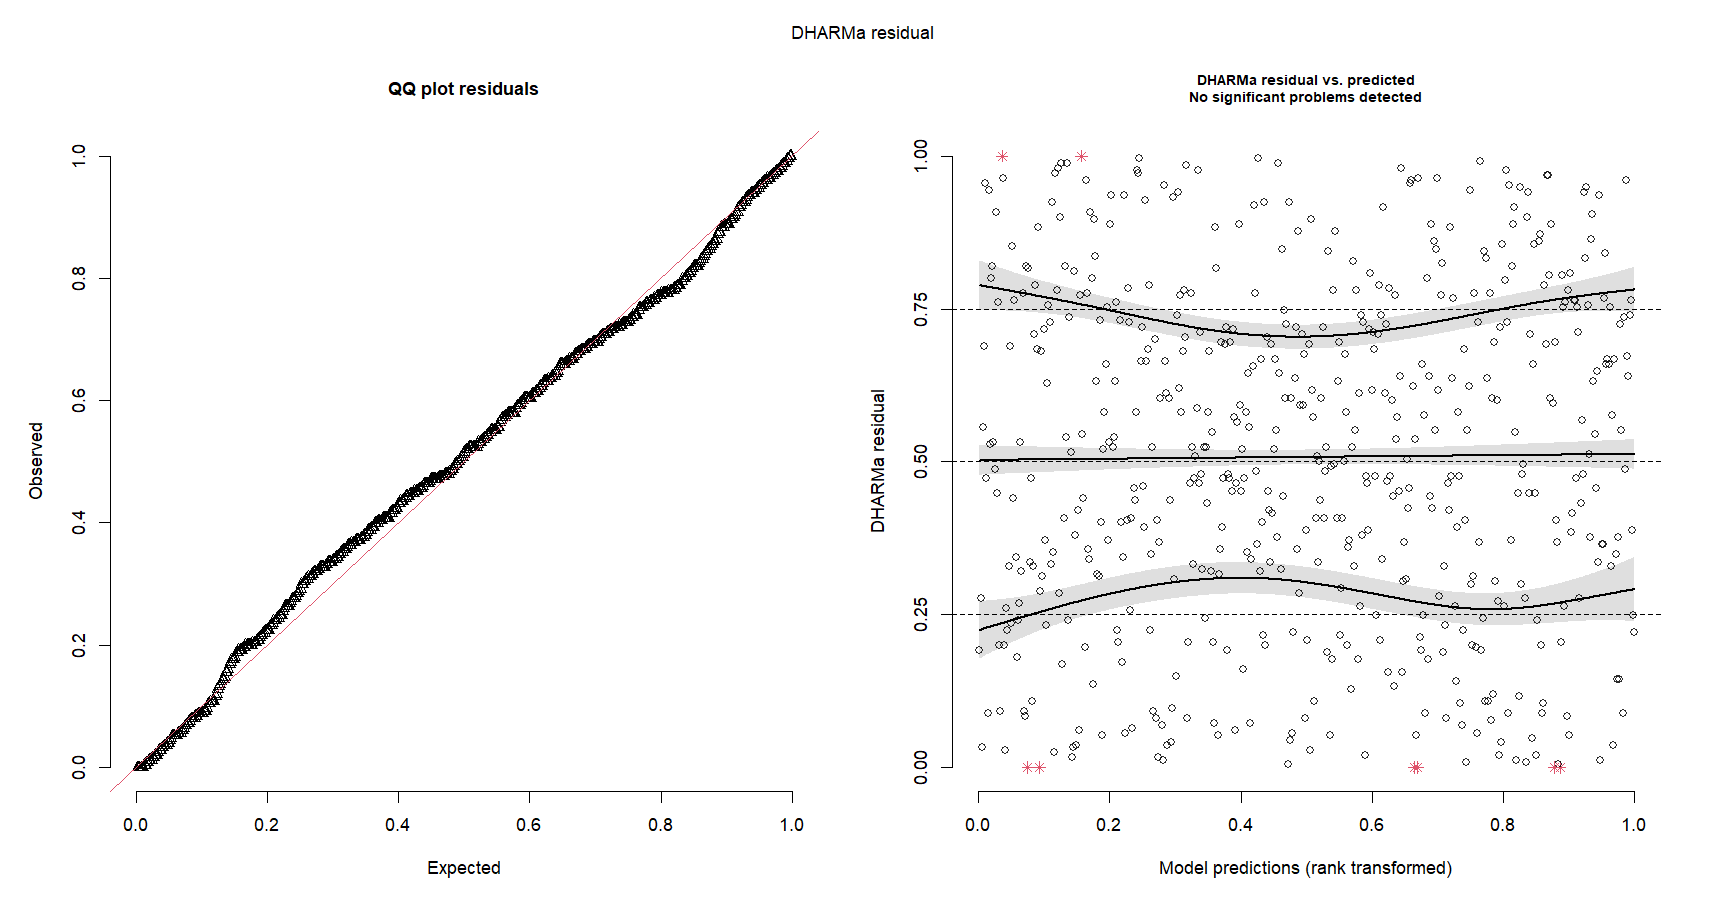 DHARMa residual
QQ plot residuals
Observed
1.0
0.8
0.6
0.4
0.2
0.0
0.0 0.2 0.4 0.6 0.8 1.0
Expected
DHARMa residual vs. predicted
No significant problems detected
DHARMa residual
1.00
0.75
0.50
0.25
0.00
0.0 0.2 0.4 0.6 0.8 1.0
Model predictions (rank transformed)